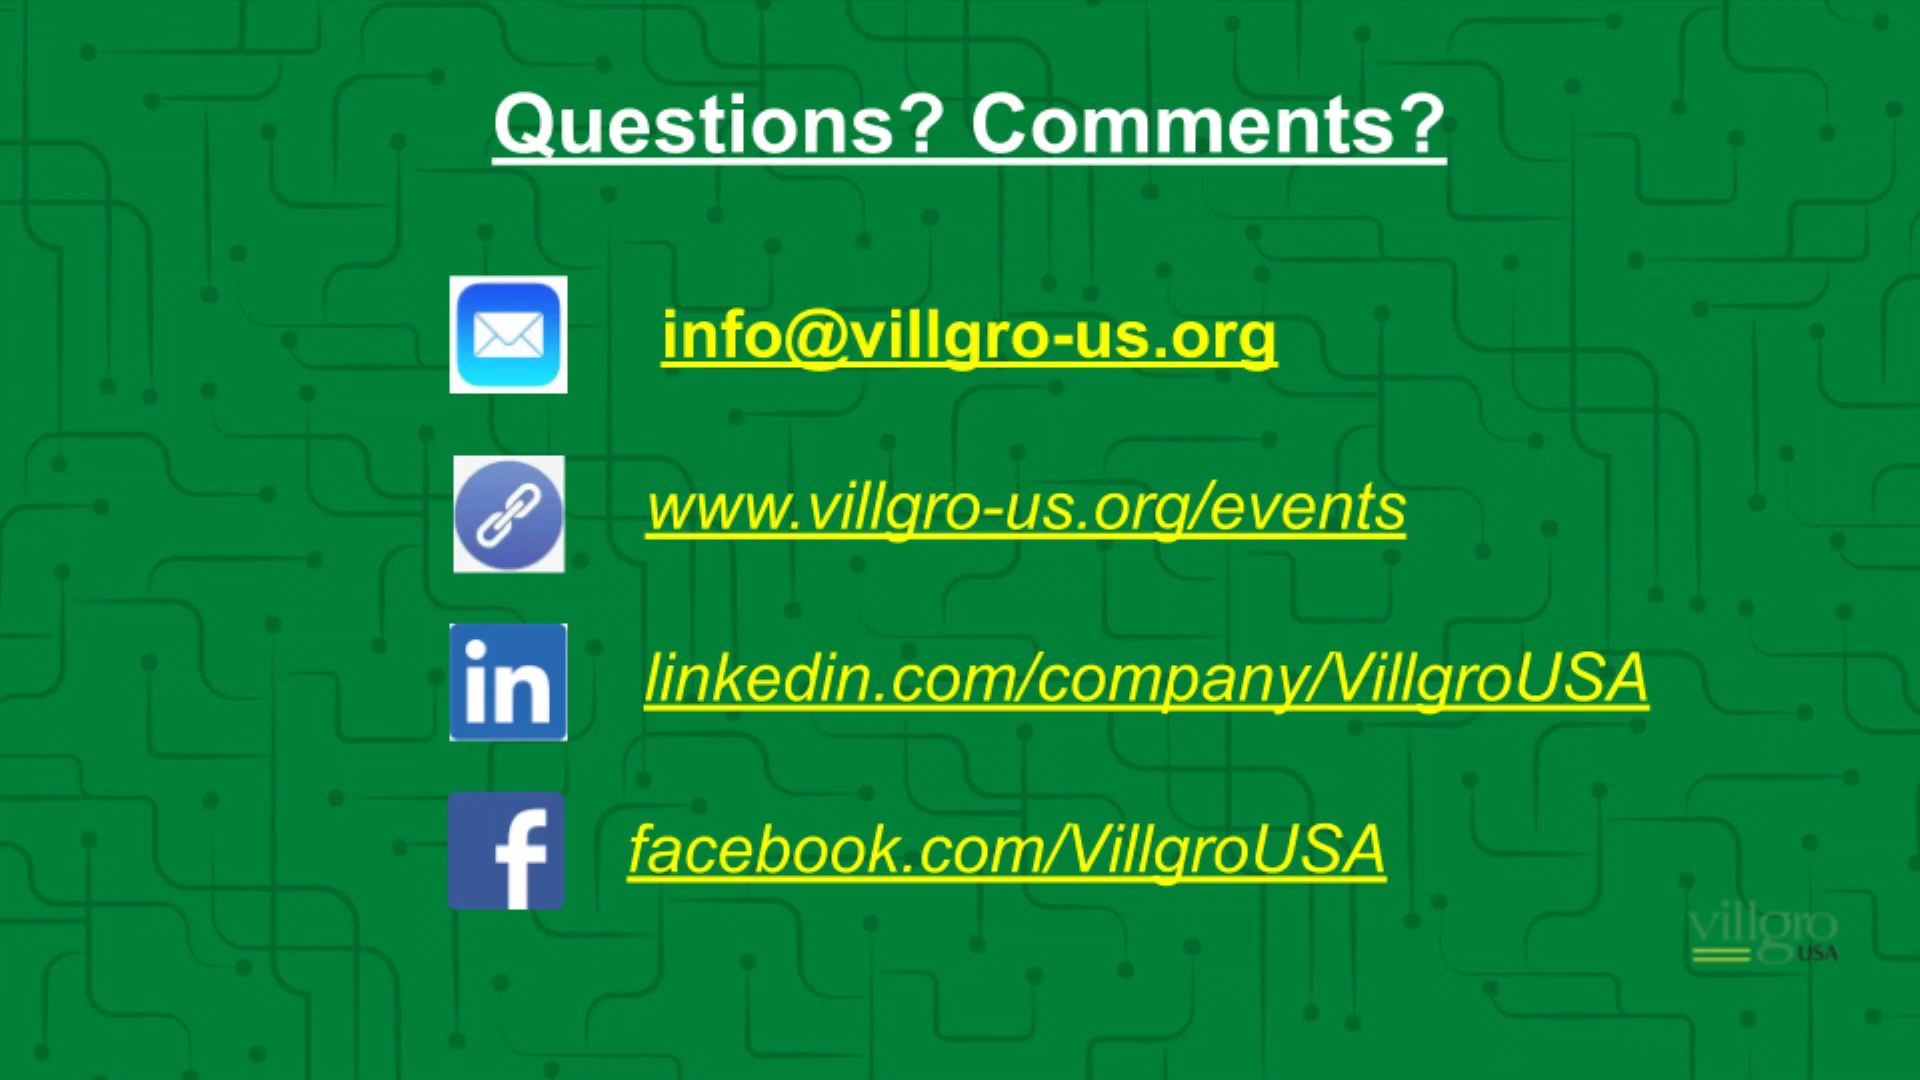 Questions? Comments?
info@villgro-us.org
www.villgro-us.org/events
in
linkedin.com/company/VillgroUSA
f
facebook.com/VillgroUSA
villgro
USA